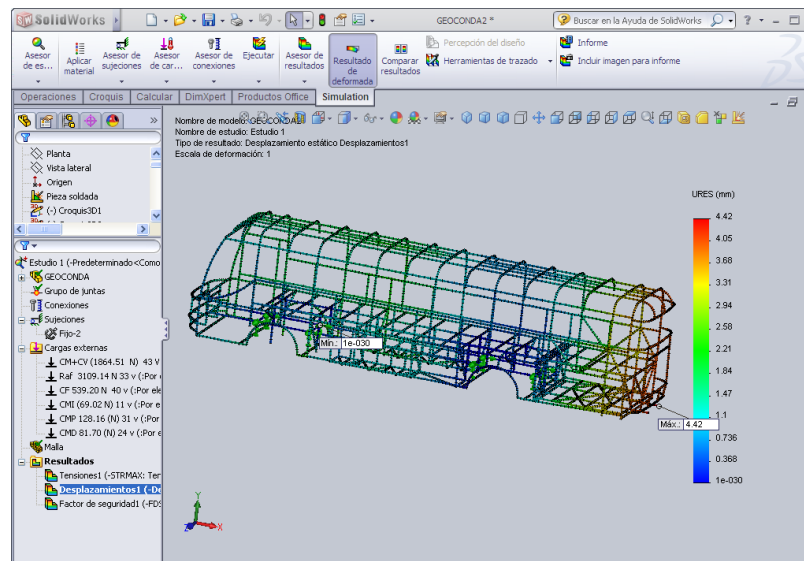 SolidWorks
GEOCONDA2 *
Buscar en la Ayuda de SolidWorks
Asesor de es...
Aplicar material
Asesor de sujeciones
Asesor de car...
Asesor de conexiones
Ejecutar
Asesor de resultados
Resultado de deformada
Comparar resultados
Percepción del diseño
Herramientas de trazado
Informe
Incluir imagen para informe
Operaciones Croquis Calcular DimXpert Productos Office Simulation
Nombre de modelo: GEOCONDA
Nombre de estudio: Estudio 1
Tipo de resultado: Desplazamiento estático Desplazamientos1
Escala de deformación: 1
Planta
Vista lateral
Origen
Pieza soldada
(-) Croquis3D1
Estudio 1 (-Predeterminado<Como
GEOCONDA
Grupo de juntas
Conexiones
Sujeciones
Fijo-2
Cargas externas
CM+CV (1864.51 N) 43 V
Raf 3109.14 N 33 v (:Por
CF 539.20 N 40 v (:Por ele
CMI (69.02 N) 11 v (:Por e
CMP 128.16 (N) 31 v (:Por
CMD 81.70 (N) 24 v (:Por e
Malla
Resultados
Tensiones1 (-STRMAX: Ter
Desplazamientos1 (-De
Factor de seguridad1 (-FDS
Mín.: 1e-030
Máx.: 4.42
URES (mm)
4.42
4.05
3.68
3.31
2.94
2.58
2.21
1.84
1.47
1.1
0.736
0.368
1e-030
Y
X
Z